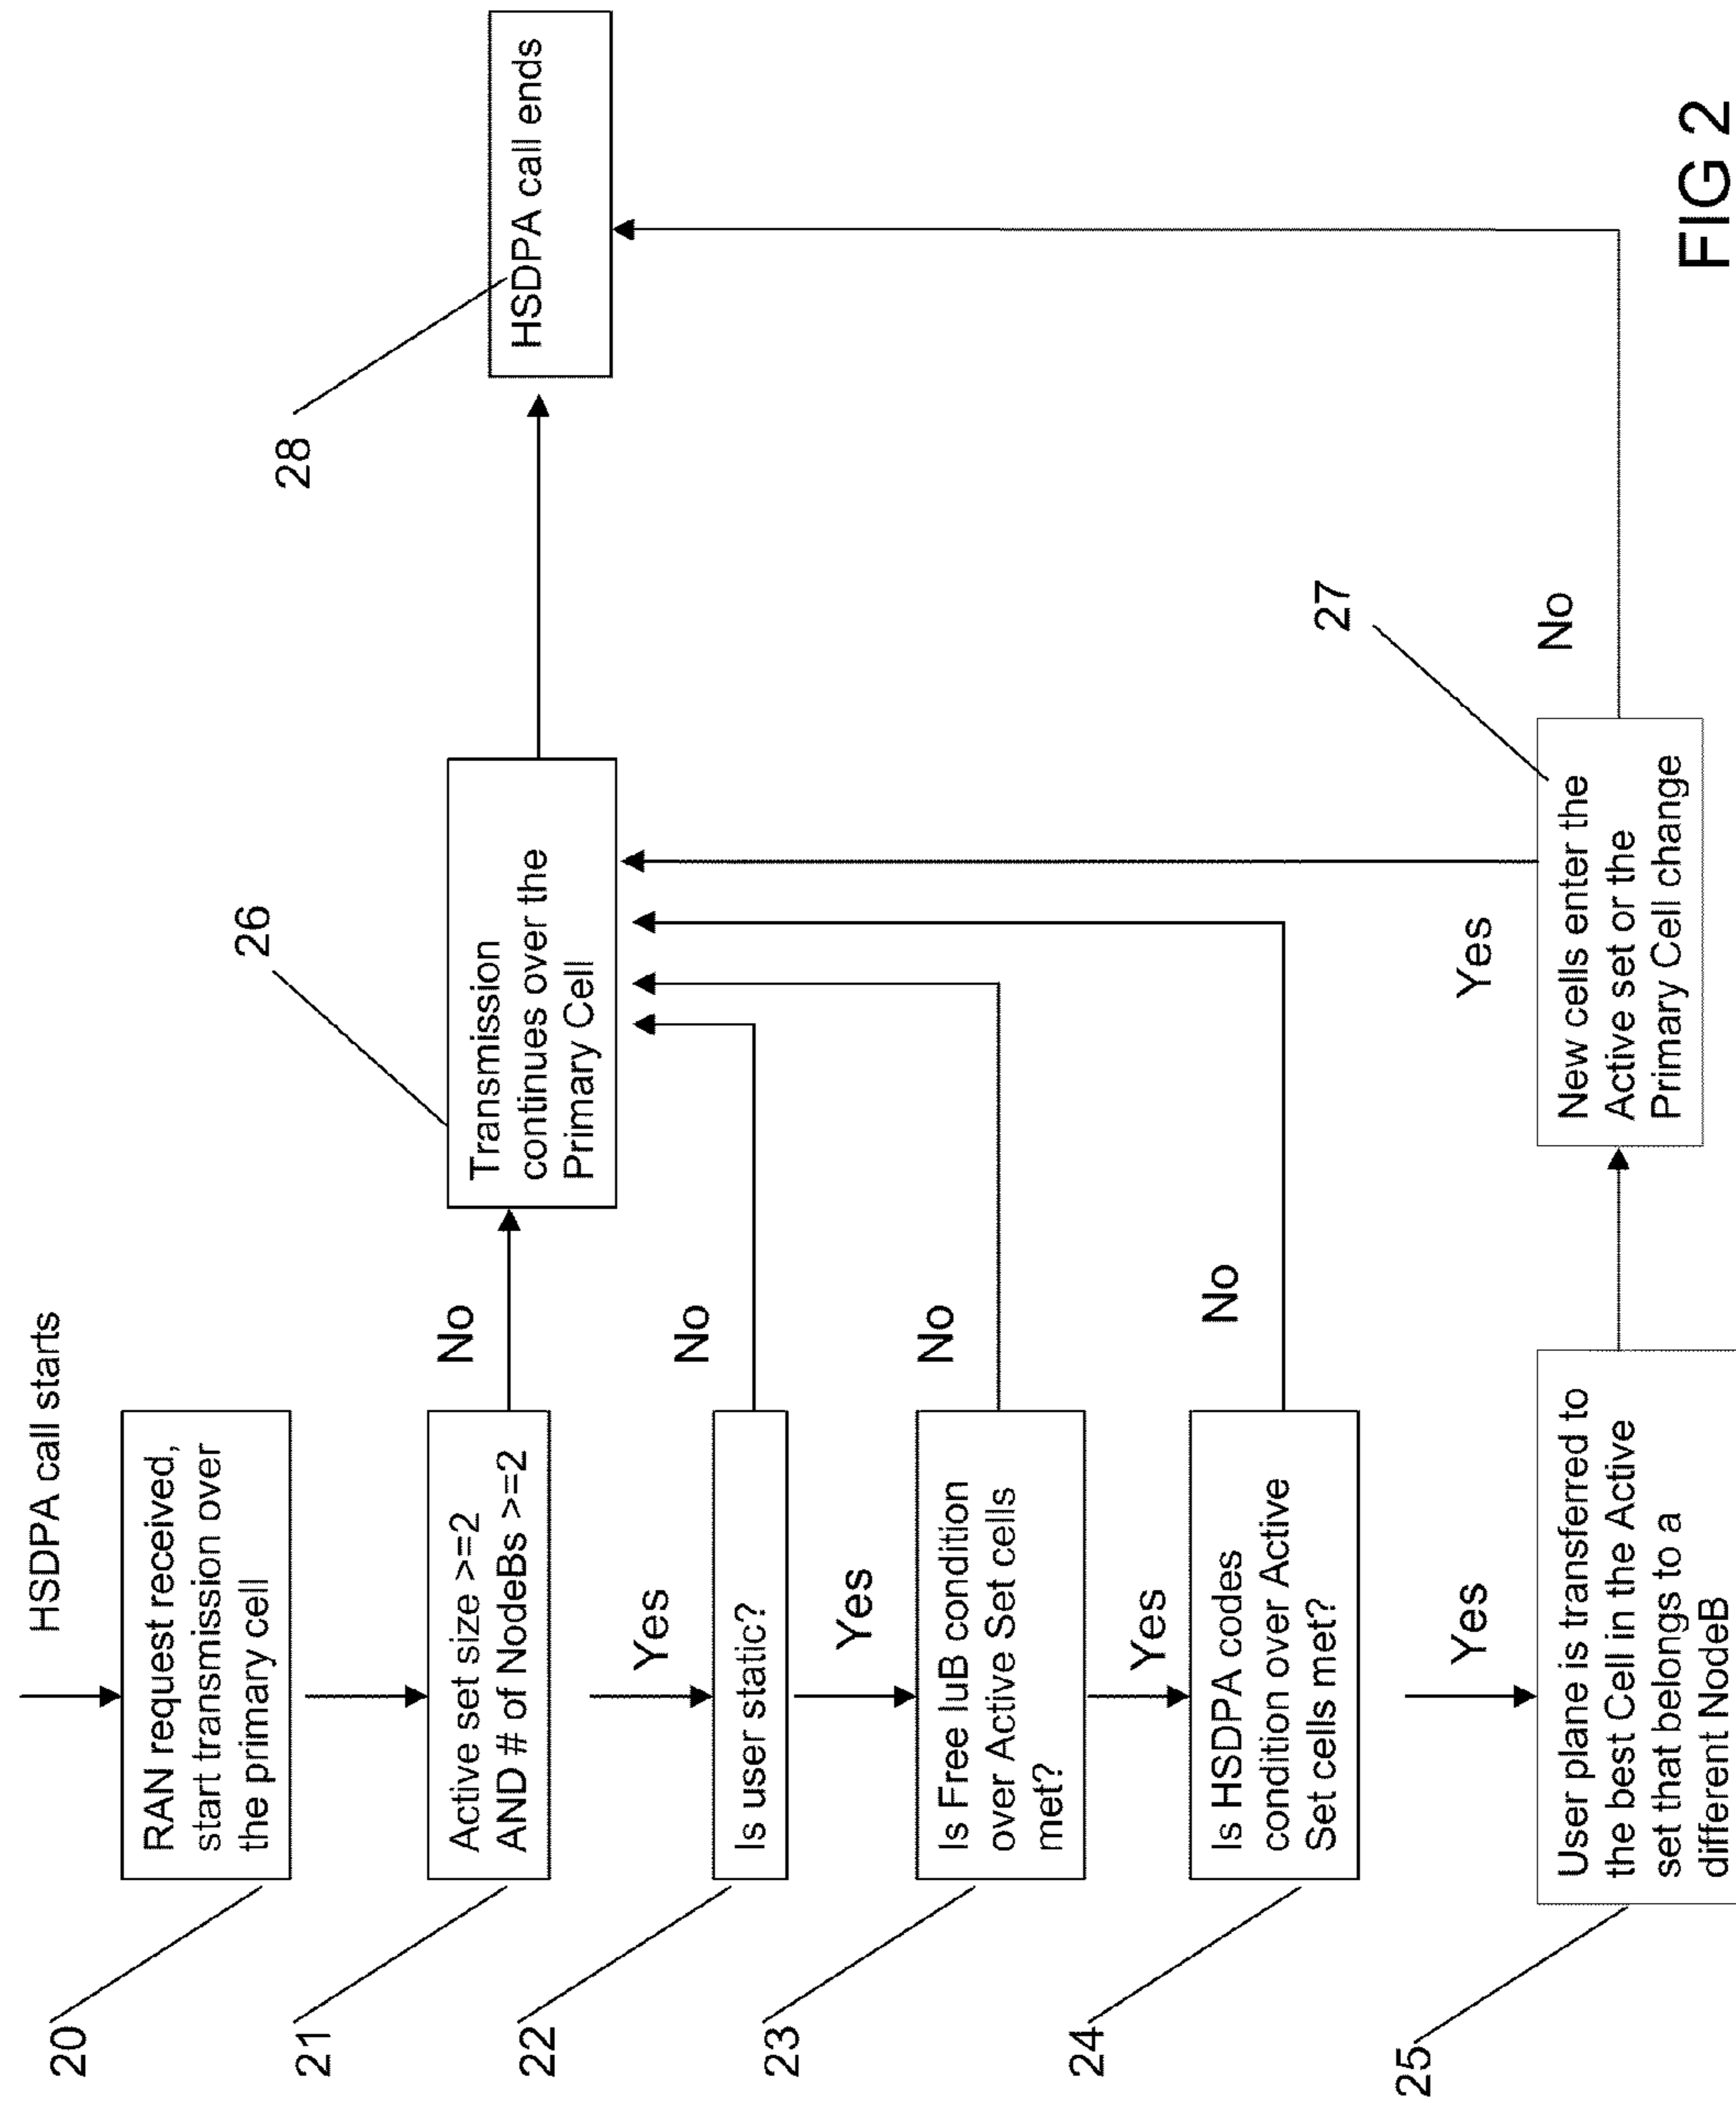 HSDPA call starts
20
RAN request received,
start transmission over
the primary cell
21
Active set size >=2
AND # of NodeBs >=2
No
Yes
22
Is user static?
No
Yes
23
Is Free IuB condition
over Active Set cells
met?
No
Yes
24
Is HSDPA codes
condition over Active
Set cells met?
No
Yes
25
User plane is transferred to
the best Cell in the Active
set that belongs to a
different NodeB
26
Transmission
continues over the
Primary Cell
27
New cells enter the
Active set or the
Primary Cell change
Yes
No
28
HSDPA call ends
FIG 2